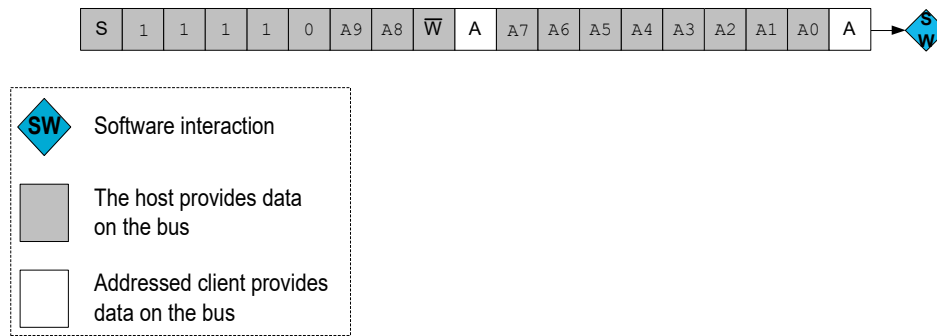 S 1 1 1 1 0 A9 A8 W̅ A A7 A6 A5 A4 A3 A2 A1 A0 A S
W
SW Software interaction
The host provides data
on the bus
Addressed client provides
data on the bus